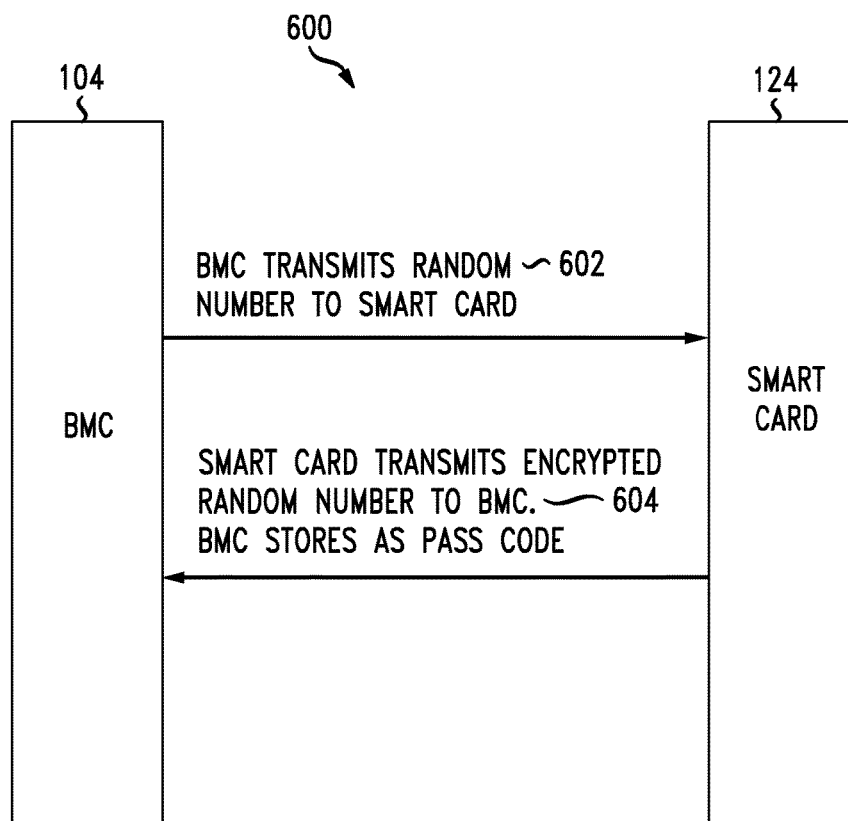 600
104
124
BMC TRANSMITS RANDOM 602
NUMBER TO SMART CARD
SMART
CARD
BMC
SMART CARD TRANSMITS ENCRYPTED
RANDOM NUMBER TO BMC. 604
BMC STORES AS PASS CODE